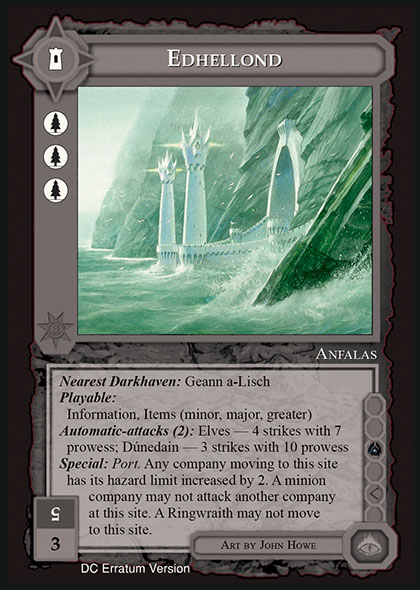 Edhellond
Anfalas
Nearest Darkhaven: Geann a-Lisch
Playable:
Information, Items (minor, major, greater)
Automatic-attacks (2): Elves — 4 strikes with 7
prowess; Dúnedain — 3 strikes with 10 prowess
Special: Port. Any company moving to this site
has its hazard limit increased by 2. A minion
company may not attack another company
at this site. A Ringwraith may not move
to this site.
5
3
Art by John Howe
DC Erratum Version